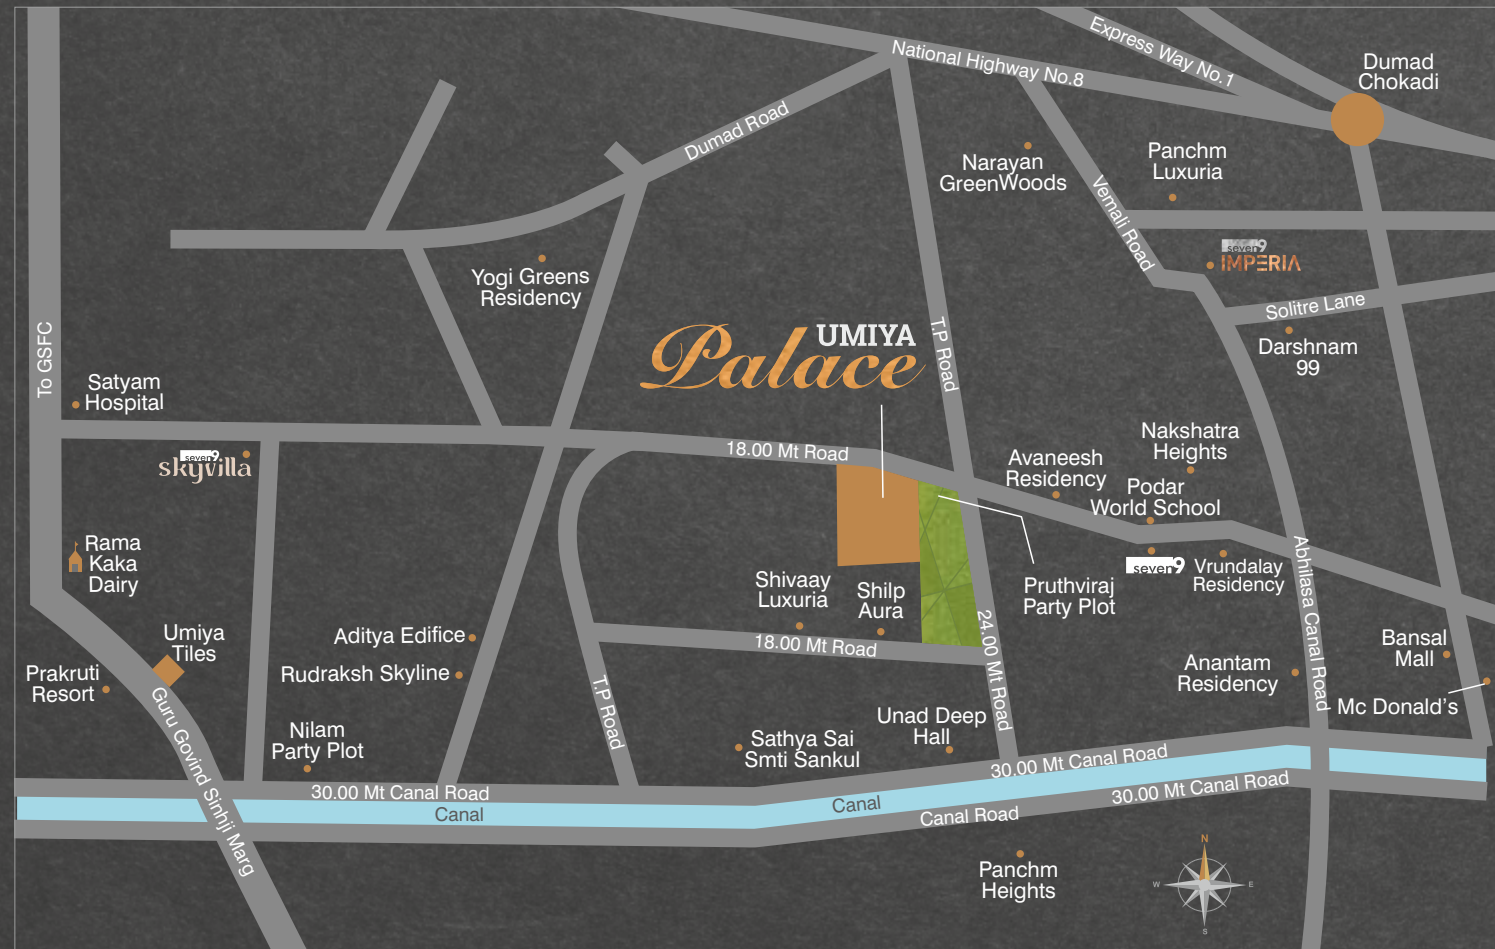 Express Way No.1
National Highway No.8
Dumad
Chokadi
Dumad Road
Narayan
GreenWoods
Panchm
Luxuria
Vemali Road
seven9
IMPERIA
Yogi Greens
Residency
Solitre Lane
Darshnam
99
UMIYA
Palace
T.P Road
To GSFC
Satyam
Hospital
seven9
skyvilla
18.00 Mt Road
Avaneesh
Residency
Nakshatra
Heights
Podar
World School
seven9
Vrundalay
Residency
Abhilasa Canal Road
Rama
Kaka
Dairy
Shivaay
Luxuria
Shilp
Aura
Pruthviraj
Party Plot
24.00 Mt Road
18.00 Mt Road
Umiya
Tiles
Aditya Edifice
Rudraksh Skyline
Prakruti
Resort
Guru Govind Sinhji Marg
Nilam
Party Plot
T.P Road
Sathya Sai
Smti Sankul
Unad Deep
Hall
Anantam
Residency
Bansal
Mall
Mc Donald's
30.00 Mt Canal Road
30.00 Mt Canal Road
30.00 Mt Canal Road
Canal
Canal
Canal Road
Panchm
Heights
N
W
E
S